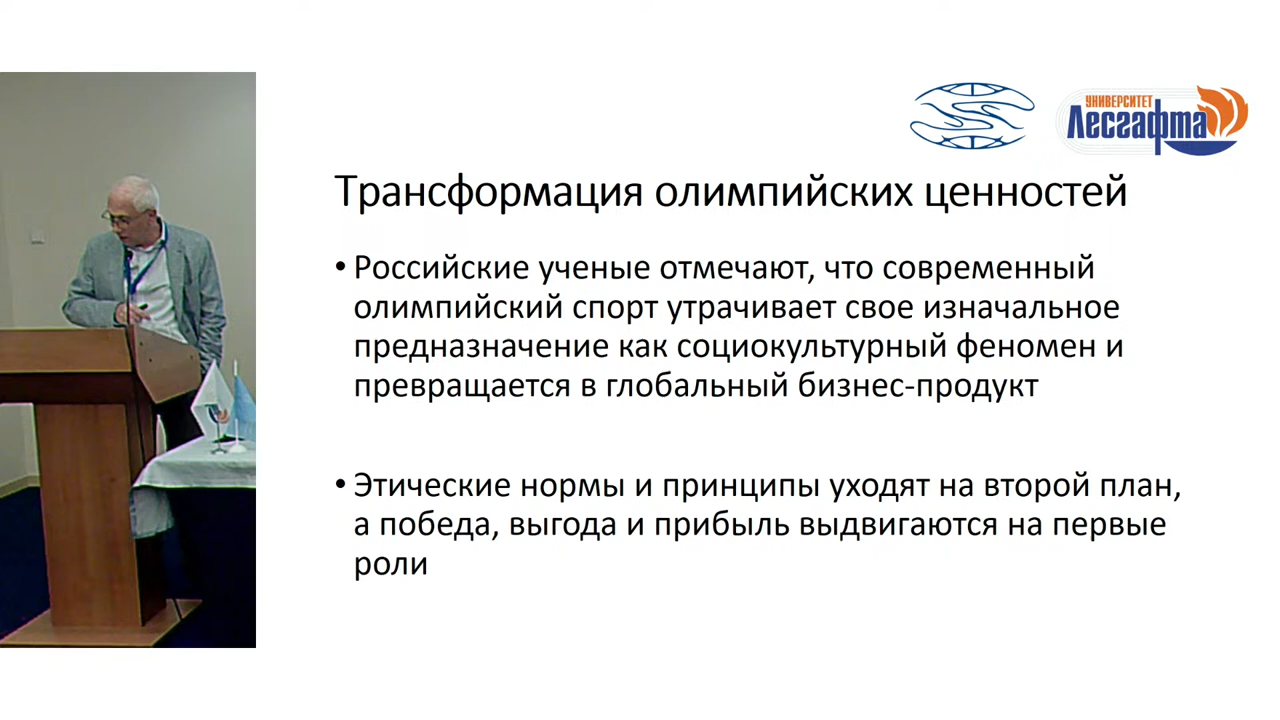 УНИВЕРСИТЕТ
Лесгафта
Трансформация олимпийских ценностей
• Российские ученые отмечают, что современный
олимпийский спорт утрачивает свое изначальное
предназначение как социокультурный феномен и
превращается в глобальный бизнес-продукт
• Этические нормы и принципы уходят на второй план,
а победа, выгода и прибыль выдвигаются на первые
роли